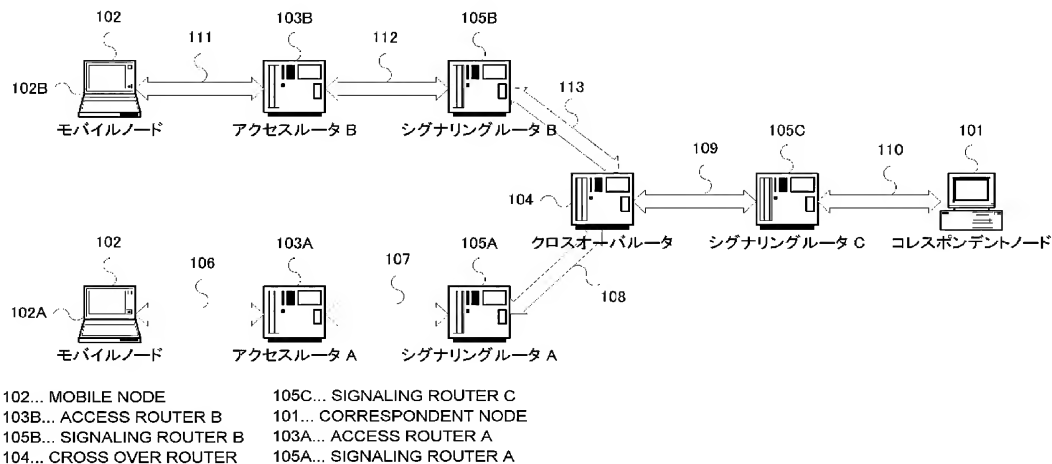 102
103B
105B
111
112
102B
113
モバイルノード
アクセスルータ B
シグナリングルータ B
105C
101
109
110
104
クロスオーバルータ
シグナリングルータ C
コレスポンデントノード
102
103A
105A
106
107
108
102A
モバイルノード
アクセスルータ A
シグナリングルータ A
102... MOBILE NODE
103B... ACCESS ROUTER B
105B... SIGNALING ROUTER B
104... CROSS OVER ROUTER
105C... SIGNALING ROUTER C
101... CORRESPONDENT NODE
103A... ACCESS ROUTER A
105A... SIGNALING ROUTER A